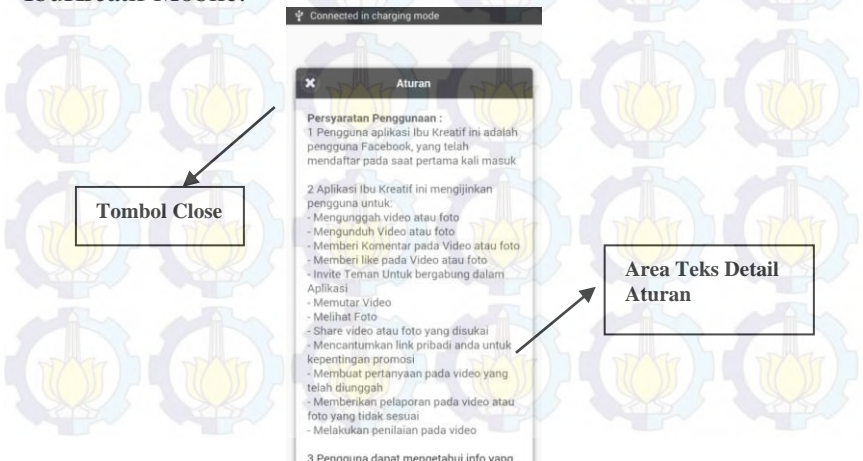 IbuKreatif Mobile.
Connected in charging mode
Aturan
Persyaratan Penggunaan :
1 Pengguna aplikasi Ibu Kreatif ini adalah
pengguna Facebook, yang telah
mendaftar pada saat pertama kali masuk
2 Aplikasi Ibu Kreatif ini mengijinkan
pengguna untuk:
- Mengunggah video atau foto
- Mengunduh Video atau foto
- Memberi Komentar pada Video atau foto
- Memberi like pada Video atau foto
- Invite Teman Untuk bergabung dalam
Aplikasi
- Memutar Video
- Melihat Foto
- Share video atau foto yang disukai
- Mencantumkan link pribadi anda untuk
kepentingan promosi
- Membuat pertanyaan pada video yang
telah diunggah
- Memberikan pelaporan pada video atau
foto yang tidak sesuai
- Melakukan penilaian pada video
3 Pengguna dapat mengetahui info yang
Tombol Close
Area Teks Detail
Aturan